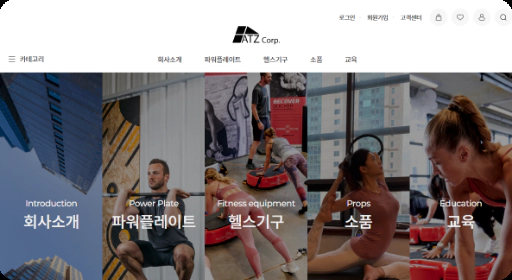 로그인 회원가입 고객센터
ATZ Corp.
카테고리 회사소개 파워플레이트 헬스기구 소품 교육
RECOVER
Introduction
회사소개
Power Plate
파워플레이트
Fitness equipment
헬스기구
Props
소품
Education
교육